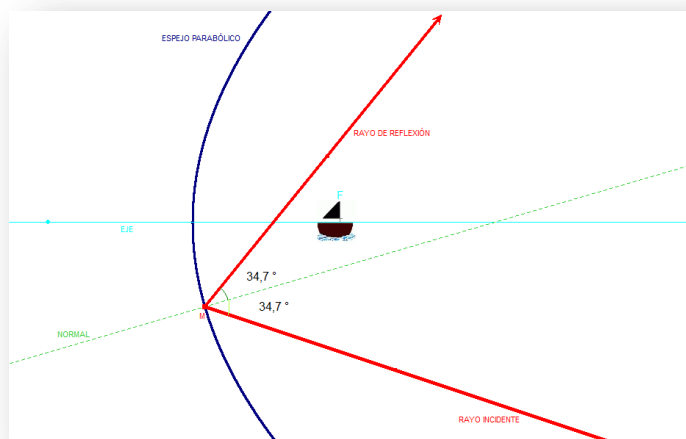 ESPEJO PARABÓLICO
RAYO DE REFLEXIÓN
F
EJE
34,7 °
34,7 °
M
NORMAL
RAYO INCIDENTE